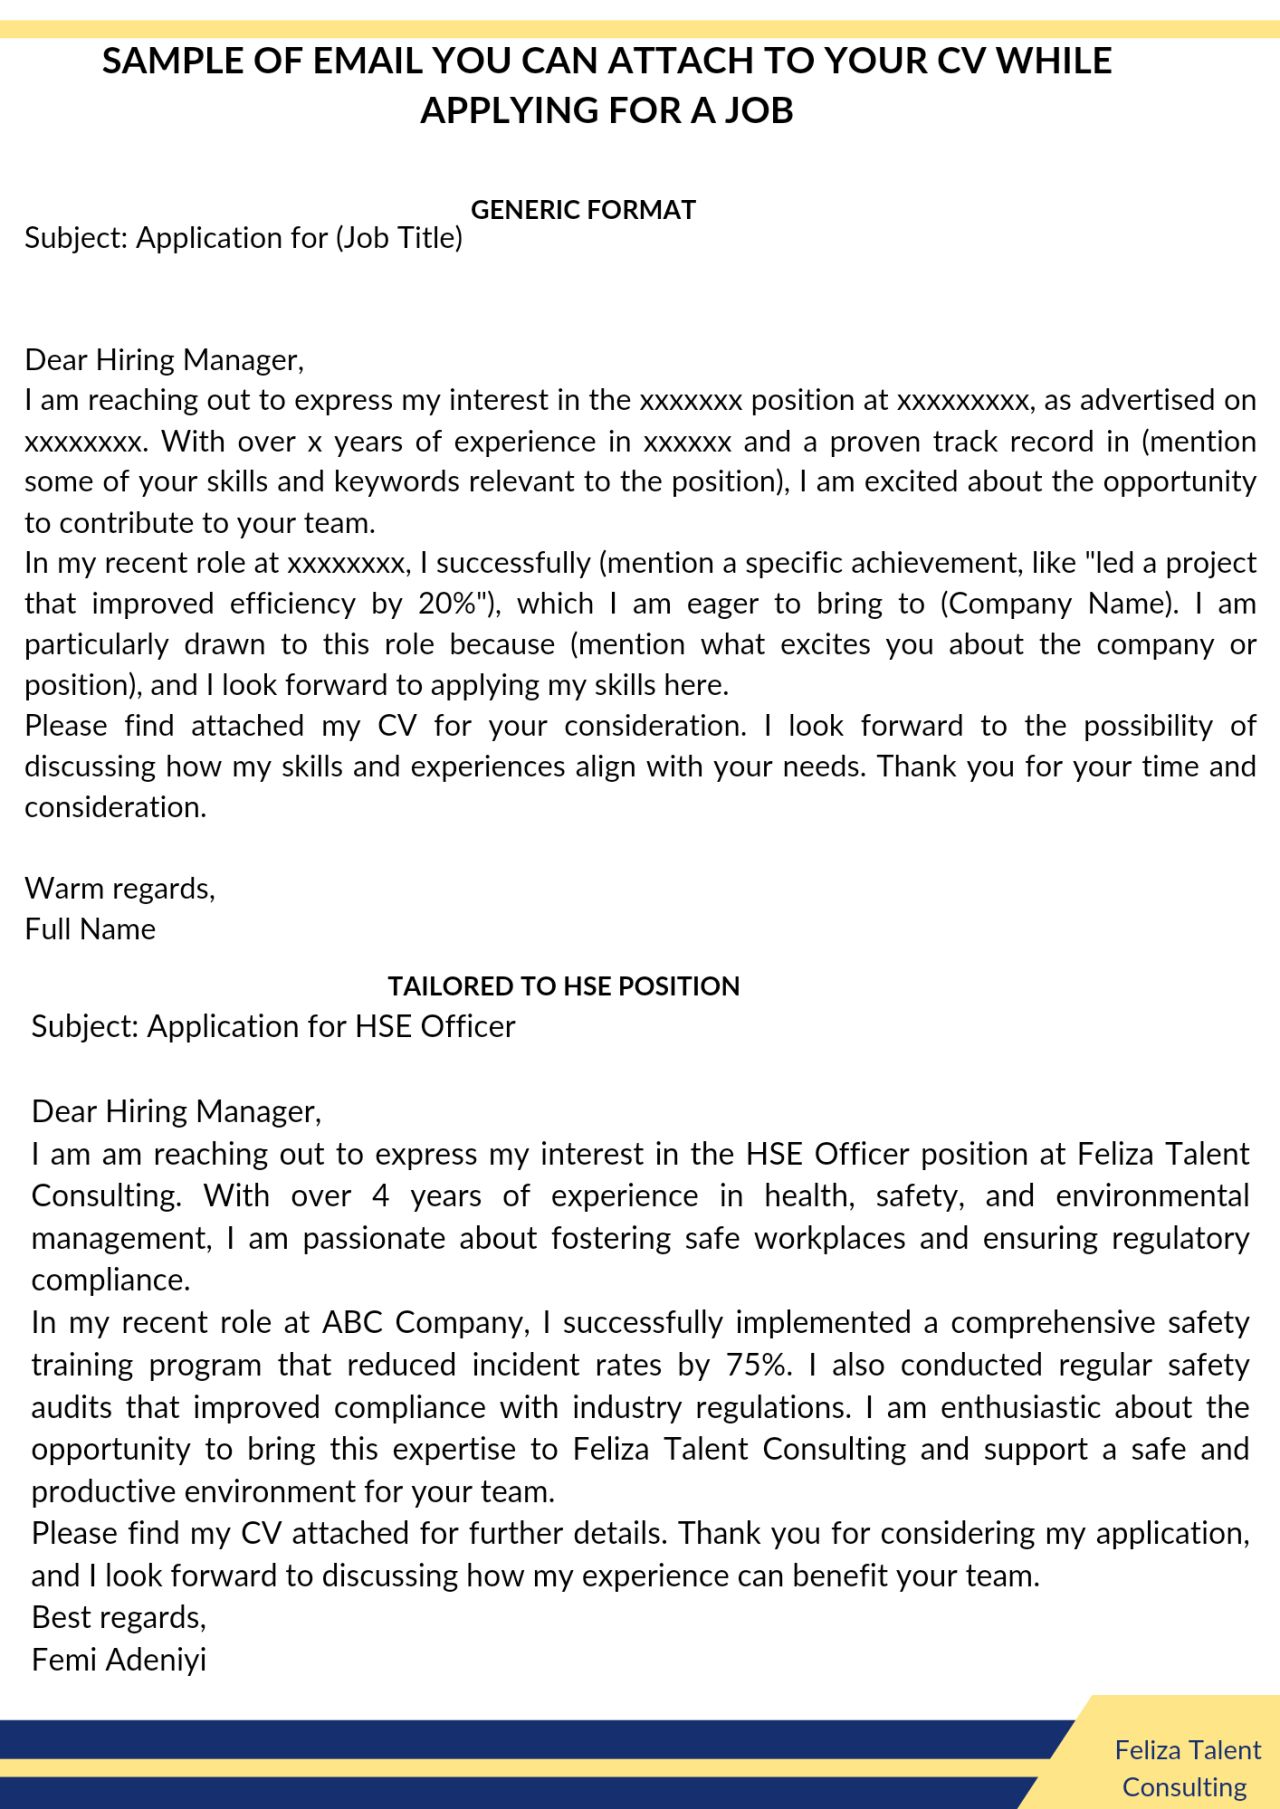 SAMPLE OF EMAIL YOU CAN ATTACH TO YOUR CV WHILE
APPLYING FOR A JOB
GENERIC FORMAT
Subject: Application for (Job Title)
Dear Hiring Manager,
I am reaching out to express my interest in the xxxxxxx position at xxxxxxxxx, as advertised on
xxxxxxxx. With over x years of experience in xxxxxx and a proven track record in (mention
some of your skills and keywords relevant to the position), I am excited about the opportunity
to contribute to your team.
In my recent role at xxxxxxxx, I successfully (mention a specific achievement, like "led a project
that improved efficiency by 20%"), which I am eager to bring to (Company Name). I am
particularly drawn to this role because (mention what excites you about the company or
position), and I look forward to applying my skills here.
Please find attached my CV for your consideration. I look forward to the possibility of
discussing how my skills and experiences align with your needs. Thank you for your time and
consideration.
Warm regards,
Full Name
TAILORED TO HSE POSITION
Subject: Application for HSE Officer
Dear Hiring Manager,
I am am reaching out to express my interest in the HSE Officer position at Feliza Talent
Consulting. With over 4 years of experience in health, safety, and environmental
management, I am passionate about fostering safe workplaces and ensuring regulatory
compliance.
In my recent role at ABC Company, I successfully implemented a comprehensive safety
training program that reduced incident rates by 75%. I also conducted regular safety
audits that improved compliance with industry regulations. I am enthusiastic about the
opportunity to bring this expertise to Feliza Talent Consulting and support a safe and
productive environment for your team.
Please find my CV attached for further details. Thank you for considering my application,
and I look forward to discussing how my experience can benefit your team.
Best regards,
Femi Adeniyi
Feliza Talent
Consulting